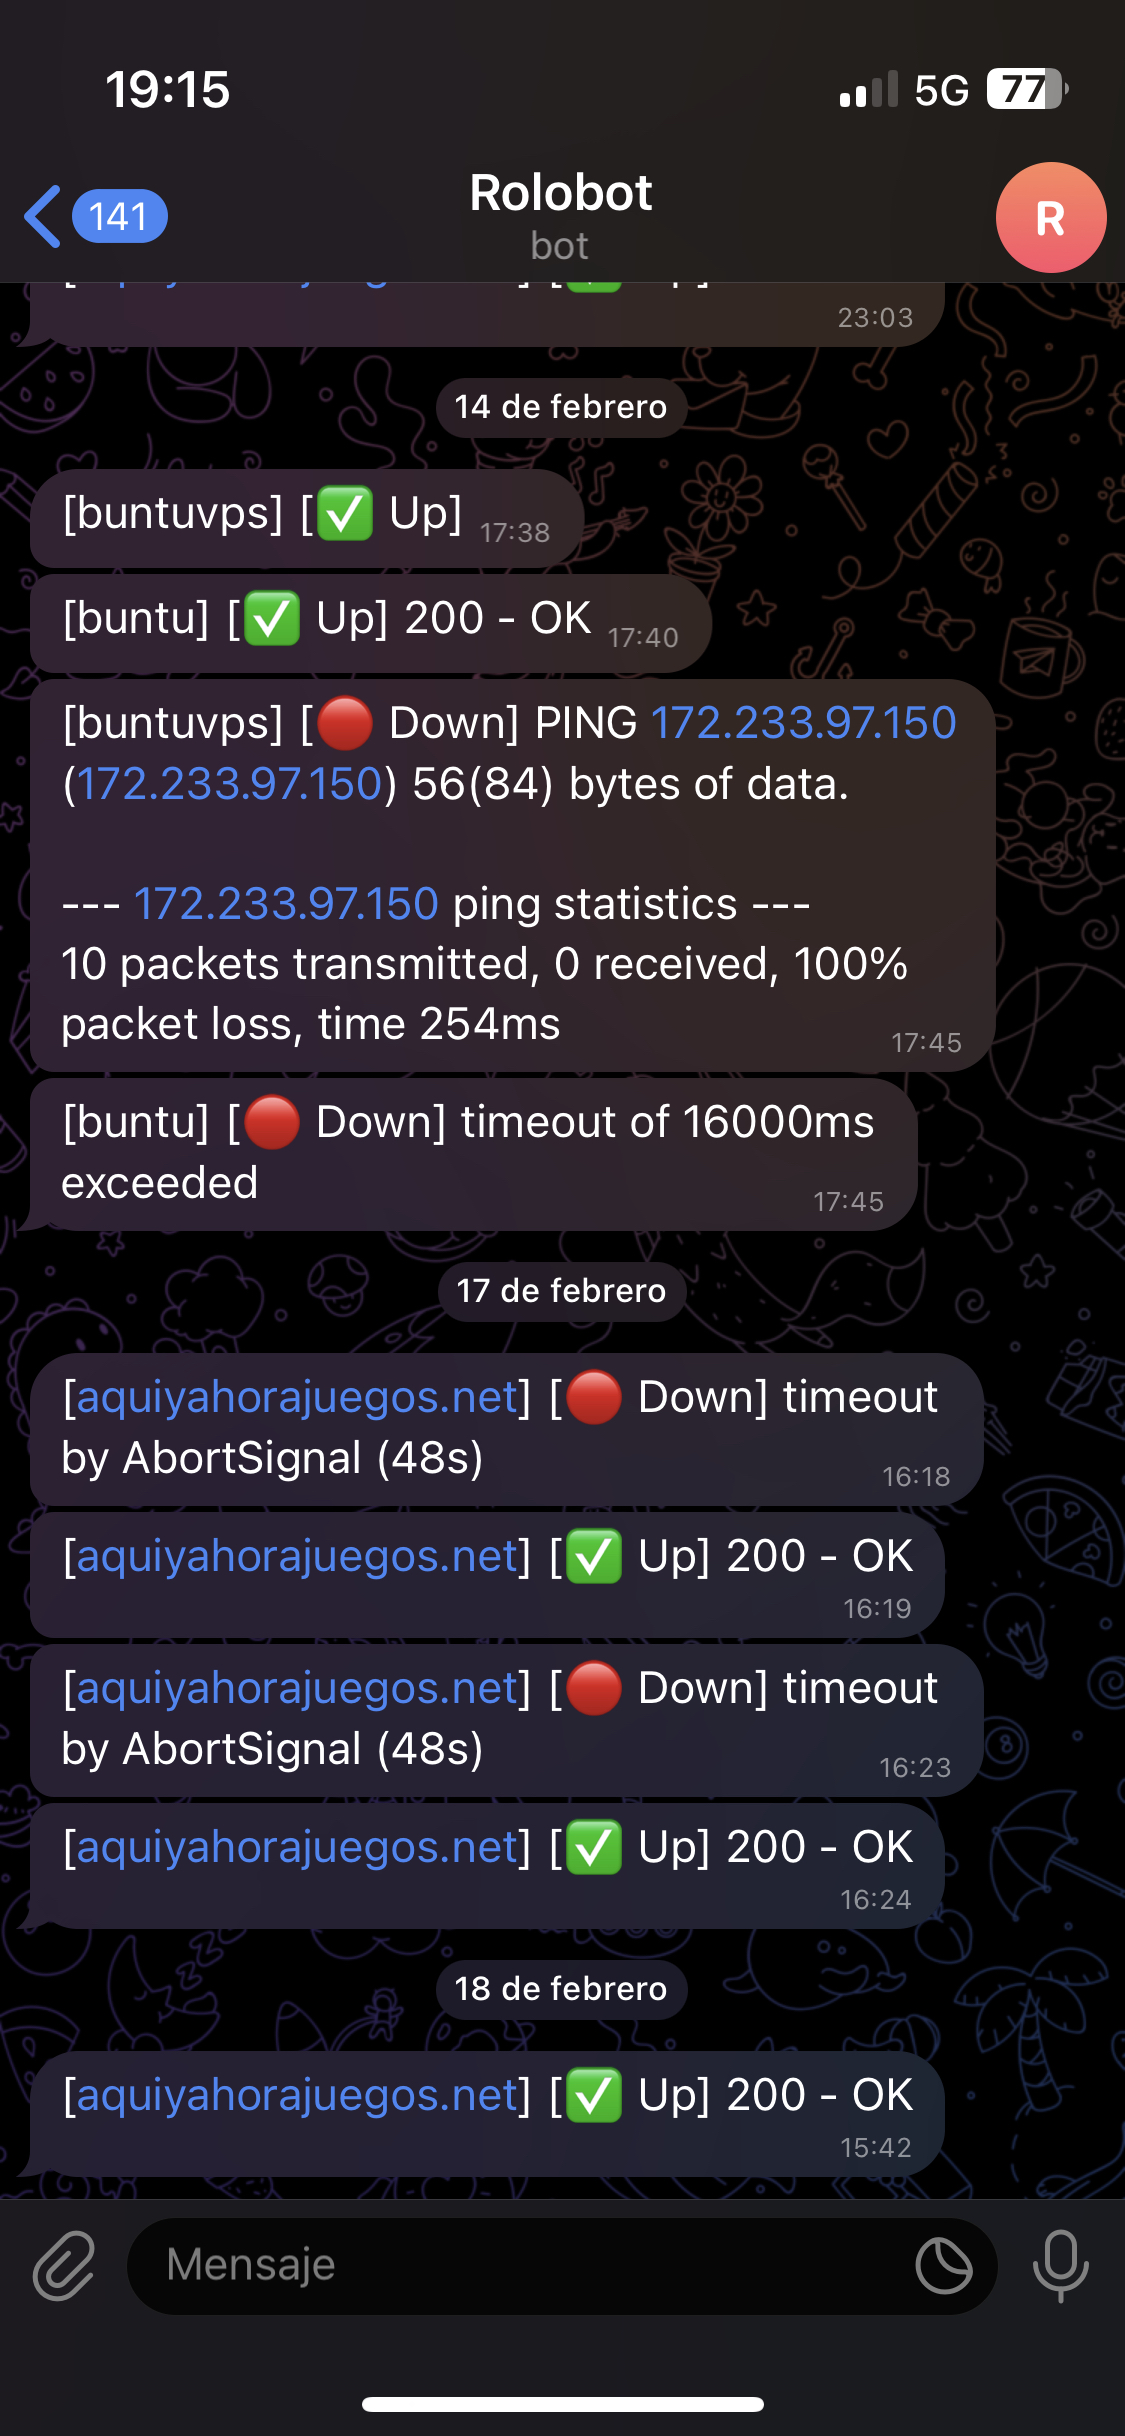 19:15
5G
77
141
Rolobot
bot
R
23:03
14 de febrero
[buntuvps] [✅ Up] 17:38
[buntu] [✅ Up] 200 - OK 17:40
[buntuvps] [🔴 Down] PING 172.233.97.150
(172.233.97.150) 56(84) bytes of data.
--- 172.233.97.150 ping statistics ---
10 packets transmitted, 0 received, 100%
packet loss, time 254ms
17:45
[buntu] [🔴 Down] timeout of 16000ms
exceeded
17:45
17 de febrero
[aquiyahorajuegos.net] [🔴 Down] timeout
by AbortSignal (48s)
16:18
[aquiyahorajuegos.net] [✅ Up] 200 - OK
16:19
[aquiyahorajuegos.net] [🔴 Down] timeout
by AbortSignal (48s)
16:23
[aquiyahorajuegos.net] [✅ Up] 200 - OK
16:24
18 de febrero
[aquiyahorajuegos.net] [✅ Up] 200 - OK
15:42
Mensaje